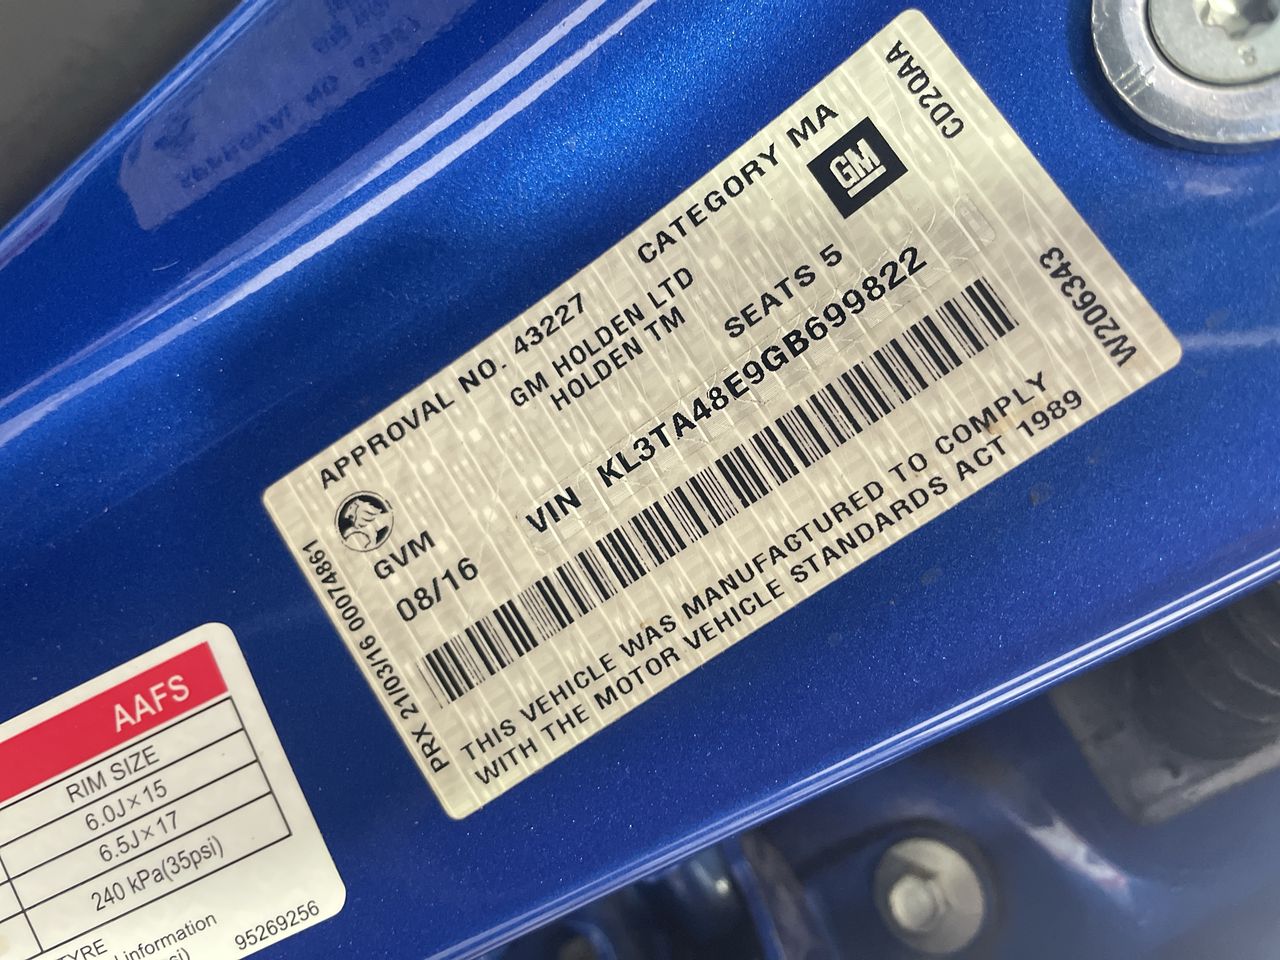 APPROVAL NO. 43227 CATEGORY MA
GM HOLDEN LTD
HOLDEN TM
GM
CD2QAA
GVM SEATS 5
08/16 VIN KL3TA48E9GB699822
W206343
PRX 21/03/16 00074861
THIS VEHICLE WAS MANUFACTURED TO COMPLY
WITH THE MOTOR VEHICLE STANDARDS ACT 1989
AAFS
RIM SIZE
6.0J×15
6.5J×17
240 kPa(35psi)
TYRE
information
95269256